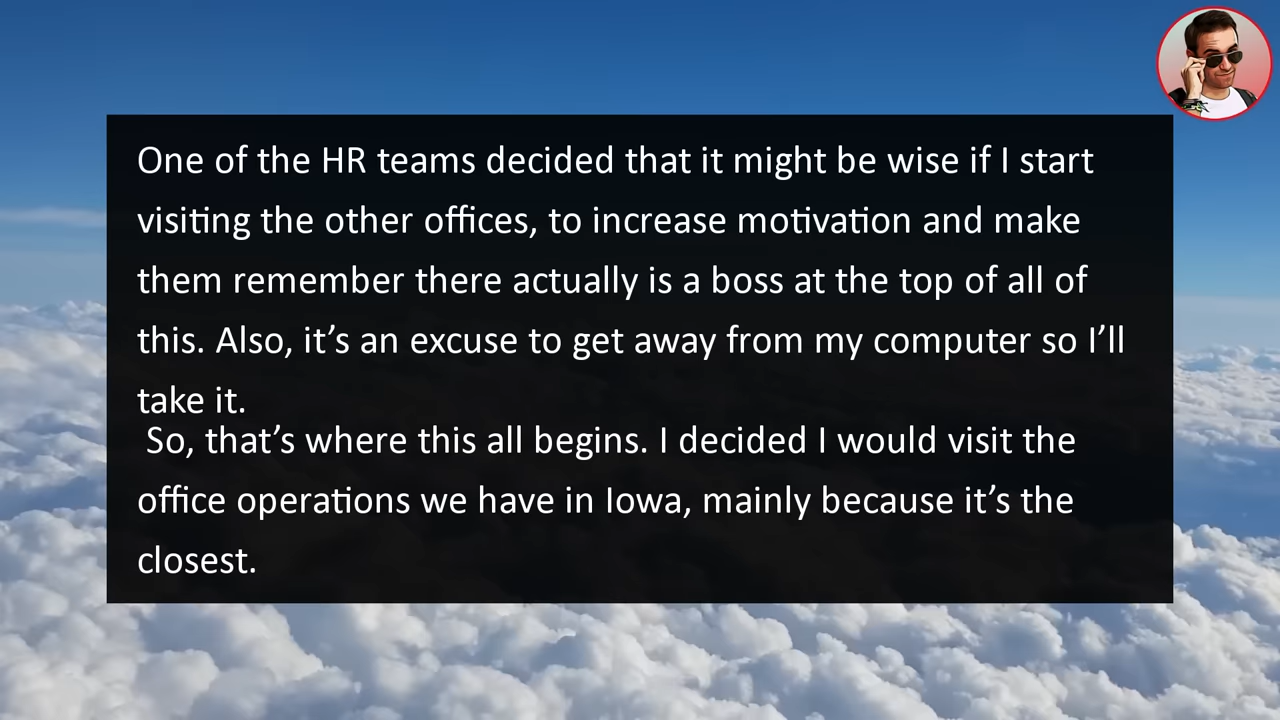 One of the HR teams decided that it might be wise if I start
visiting the other offices, to increase motivation and make
them remember there actually is a boss at the top of all of
this. Also, it’s an excuse to get away from my computer so I’ll
take it.
So, that’s where this all begins. I decided I would visit the
office operations we have in Iowa, mainly because it’s the
closest.